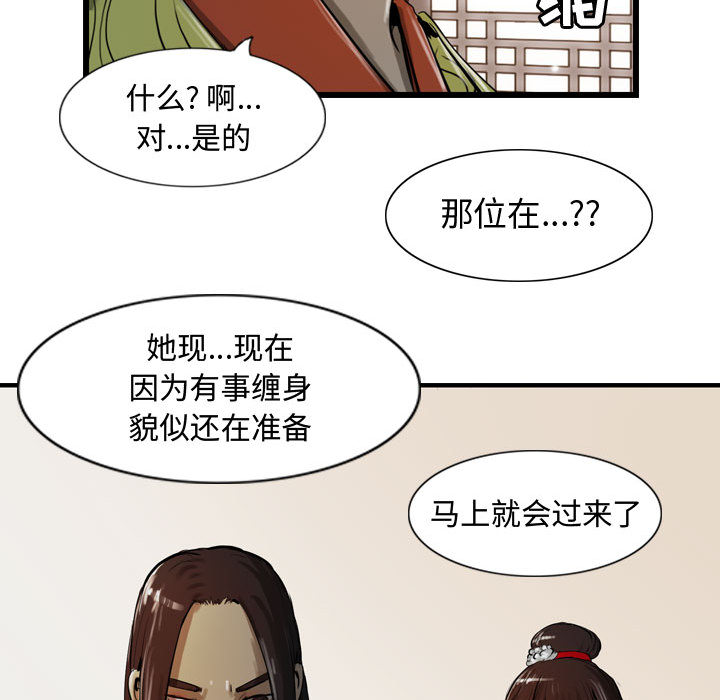 什么? 啊...
对...是的
那位在...??
她现...现在
因为有事缠身
貌似还在准备
马上就会过来了